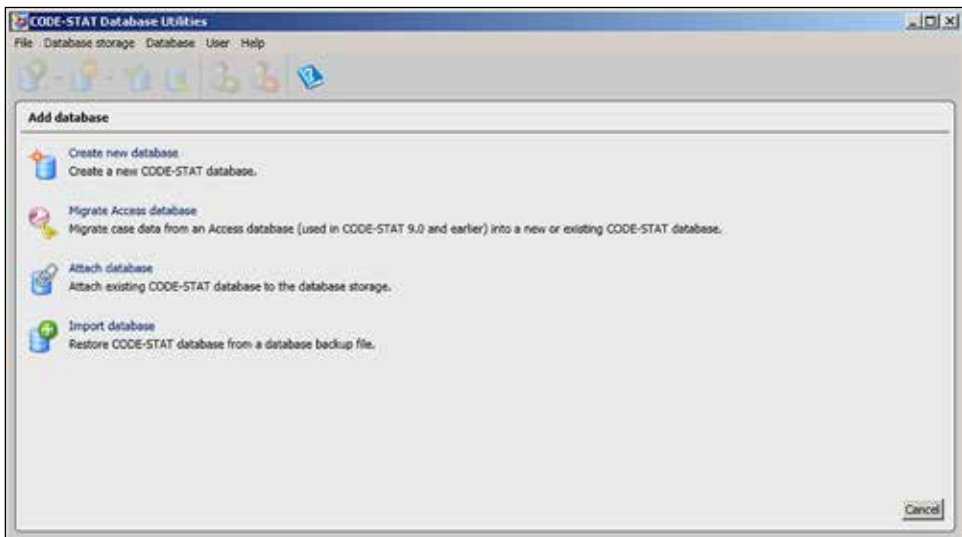 CODE-STAT Database Utilities
File Database storage Database User Help
Add database
Create new database
Create a new CODE-STAT database.
Migrate Access database
Migrate case data from an Access database (used in CODE-STAT 9.0 and earlier) into a new or existing CODE-STAT database.
Attach database
Attach existing CODE-STAT database to the database storage.
Import database
Restore CODE-STAT database from a database backup file.
Cancel